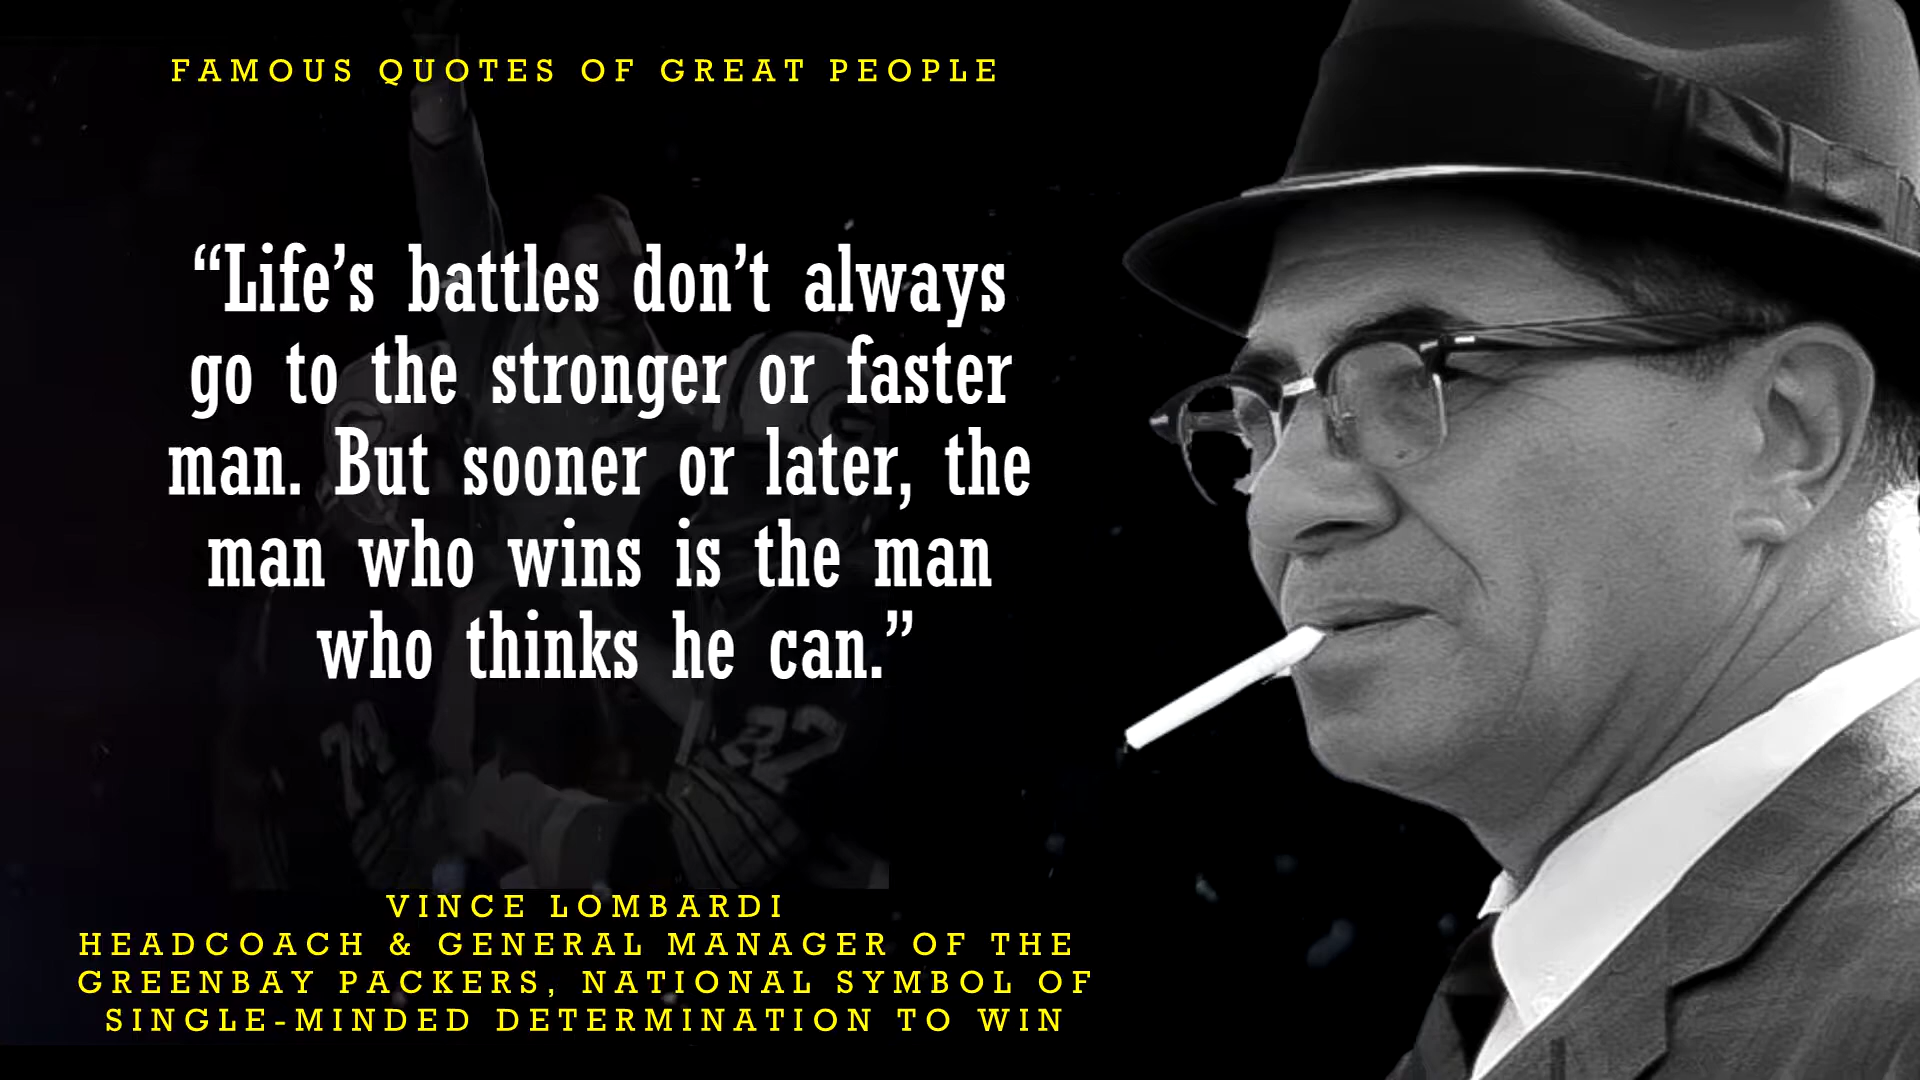 FAMOUS QUOTES OF GREAT PEOPLE
“Life’s battles don’t always
go to the stronger or faster
man. But sooner or later, the
man who wins is the man
who thinks he can.”
VINCE LOMBARDI
HEADCOACH & GENERAL MANAGER OF THE
GREENBAY PACKERS, NATIONAL SYMBOL OF
SINGLE-MINDED DETERMINATION TO WIN